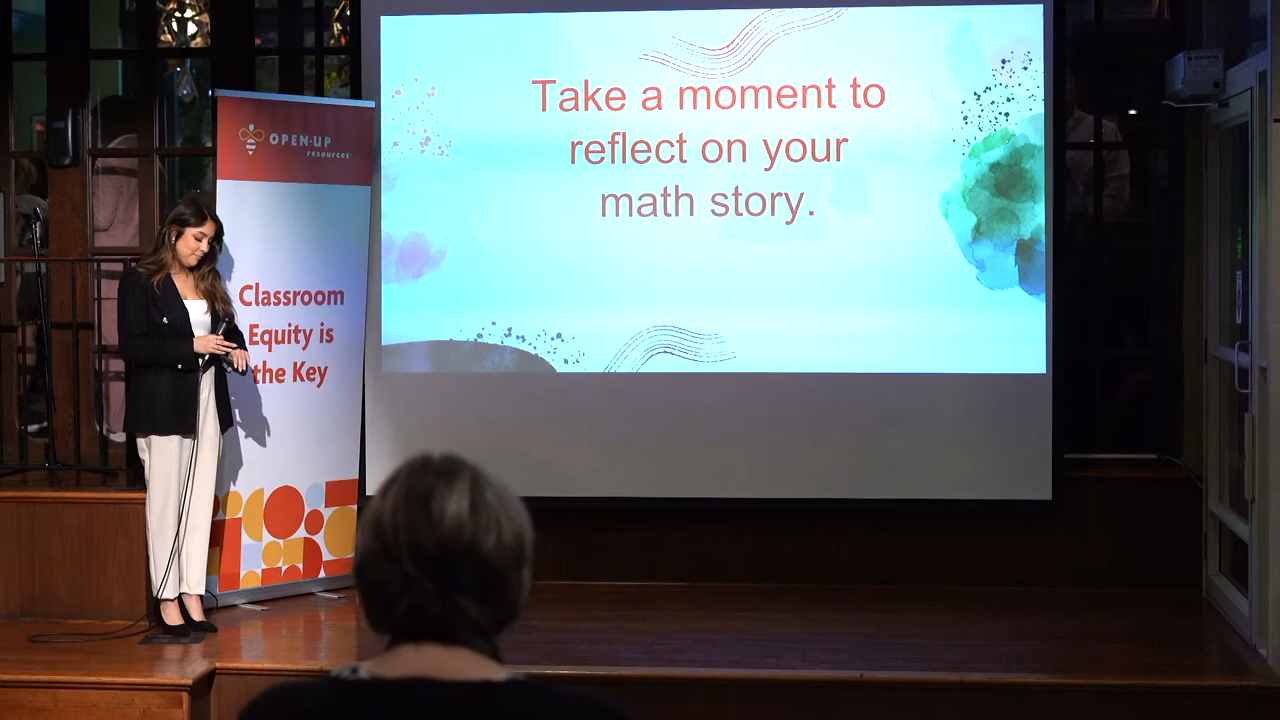 OPEN-UP
resources
Classroom
Equity is
the Key
Take a moment to
reflect on your
math story.